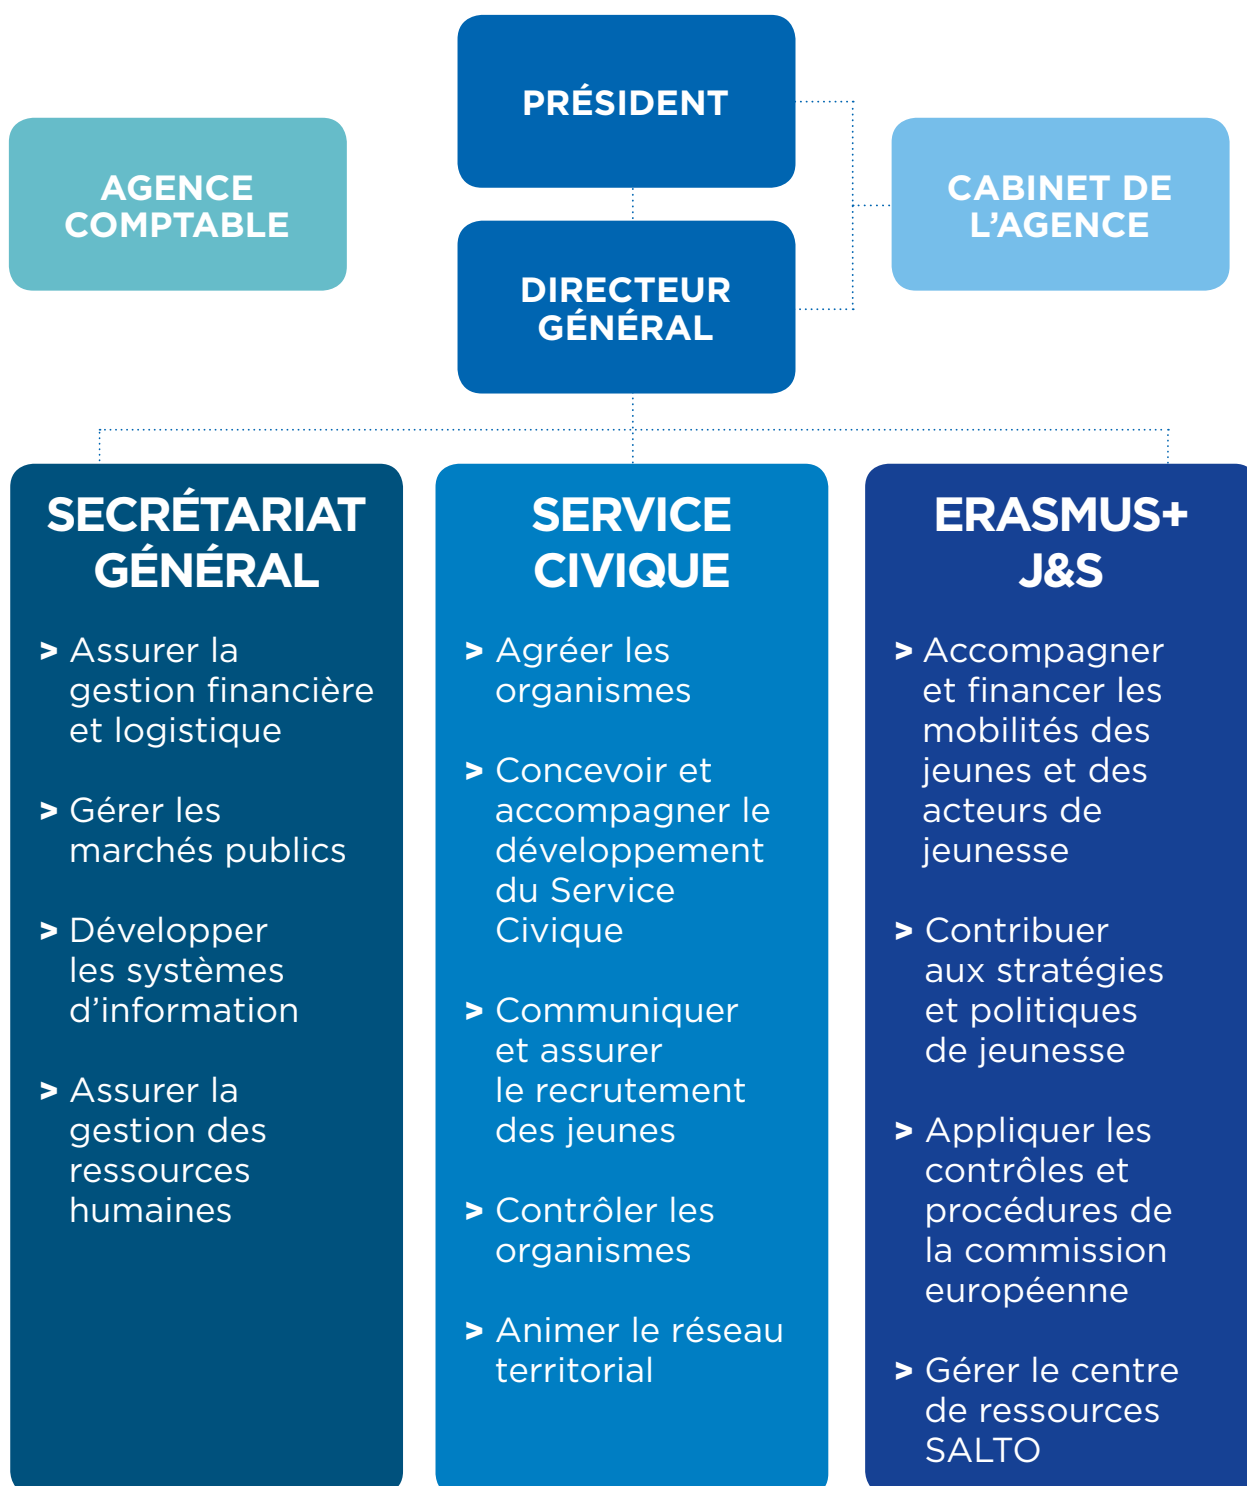 PRÉSIDENT
AGENCE
COMPTABLE
CABINET DE
L’AGENCE
DIRECTEUR
GÉNÉRAL
SECRÉTARIAT
GÉNÉRAL
> Assurer la
gestion financière
et logistique
> Gérer les
marchés publics
> Développer
les systèmes
d’information
> Assurer la
gestion des
ressources
humaines
SERVICE
CIVIQUE
> Agréer les
organismes
> Concevoir et
accompagner le
développement
du Service
Civique
> Communiquer
et assurer
le recrutement
des jeunes
> Contrôler les
organismes
> Animer le réseau
territorial
ERASMUS+
J&S
> Accompagner
et financer les
mobilités des
jeunes et des
acteurs de
jeunesse
> Contribuer
aux stratégies
et politiques
de jeunesse
> Appliquer les
contrôles et
procédures de
la commission
européenne
> Gérer le centre
de ressources
SALTO